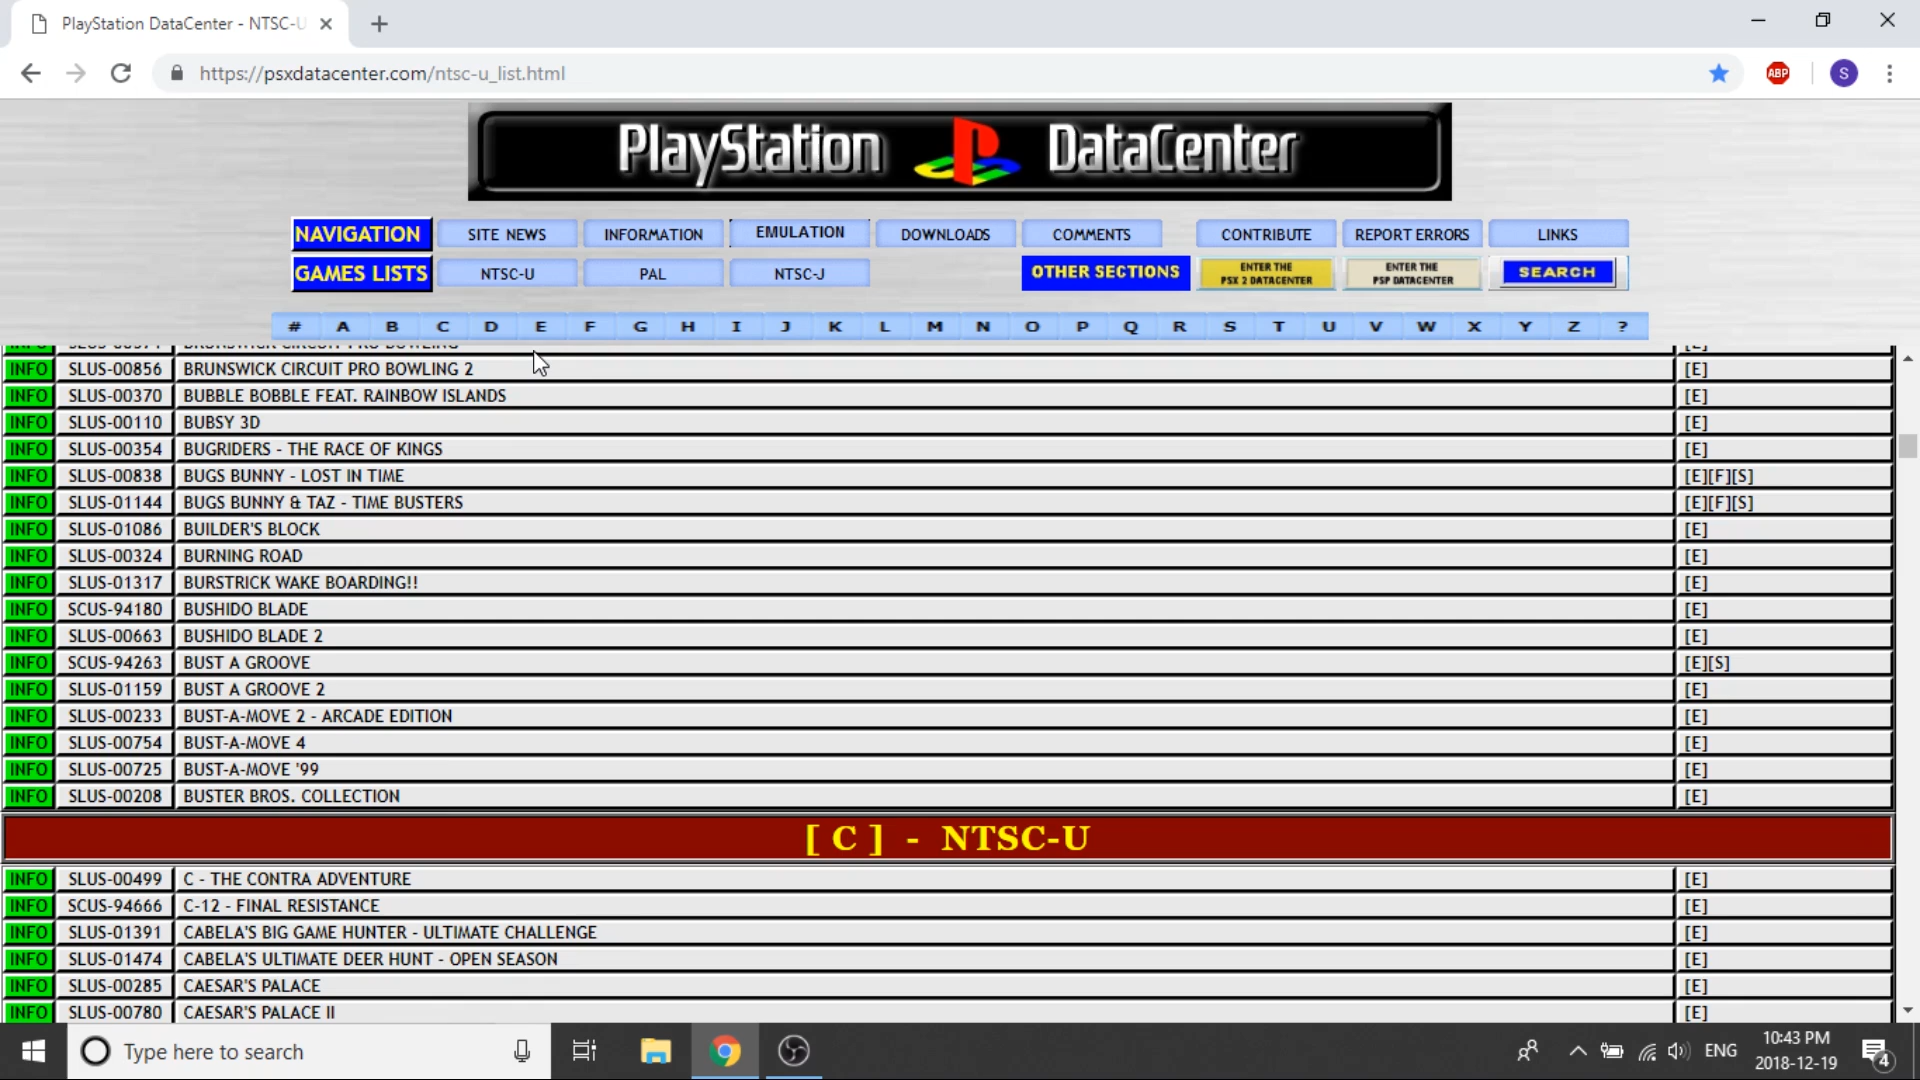 PlayStation DataCenter - NTSC-U
https://psxdatacenter.com/ntsc-u_list.html
ABP
S
PlayStation DataCenter
NAVIGATION SITE NEWS INFORMATION EMULATION DOWNLOADS COMMENTS CONTRIBUTE REPORT ERRORS LINKS
GAMES LISTS NTSC-U PAL NTSC-J OTHER SECTIONS ENTER THE PSX 2 DATACENTER ENTER THE PSP DATACENTER SEARCH
# A B C D E F G H I J K L M N O P Q R S T U V W X Y Z ?
INFO SLUS-00856 BRUNSWICK CIRCUIT PRO BOWLING 2 [E]
INFO SLUS-00370 BUBBLE BOBBLE FEAT. RAINBOW ISLANDS [E]
INFO SLUS-00110 BUBSY 3D [E]
INFO SLUS-00354 BUGRIDERS - THE RACE OF KINGS [E]
INFO SLUS-00838 BUGS BUNNY - LOST IN TIME [E][F][S]
INFO SLUS-01144 BUGS BUNNY & TAZ - TIME BUSTERS [E][F][S]
INFO SLUS-01086 BUILDER'S BLOCK [E]
INFO SLUS-00324 BURNING ROAD [E]
INFO SLUS-01317 BURSTRICK WAKE BOARDING!! [E]
INFO SCUS-94180 BUSHIDO BLADE [E]
INFO SLUS-00663 BUSHIDO BLADE 2 [E]
INFO SCUS-94263 BUST A GROOVE [E][S]
INFO SLUS-01159 BUST A GROOVE 2 [E]
INFO SLUS-00233 BUST-A-MOVE 2 - ARCADE EDITION [E]
INFO SLUS-00754 BUST-A-MOVE 4 [E]
INFO SLUS-00725 BUST-A-MOVE '99 [E]
INFO SLUS-00208 BUSTER BROS. COLLECTION [E]
[ C ] - NTSC-U
INFO SLUS-00499 C - THE CONTRA ADVENTURE [E]
INFO SCUS-94666 C-12 - FINAL RESISTANCE [E]
INFO SLUS-01391 CABELA'S BIG GAME HUNTER - ULTIMATE CHALLENGE [E]
INFO SLUS-01474 CABELA'S ULTIMATE DEER HUNT - OPEN SEASON [E]
INFO SLUS-00285 CAESAR'S PALACE [E]
INFO SLUS-00780 CAESAR'S PALACE II [E]
Type here to search
ENG
10:43 PM
2018-12-19
4